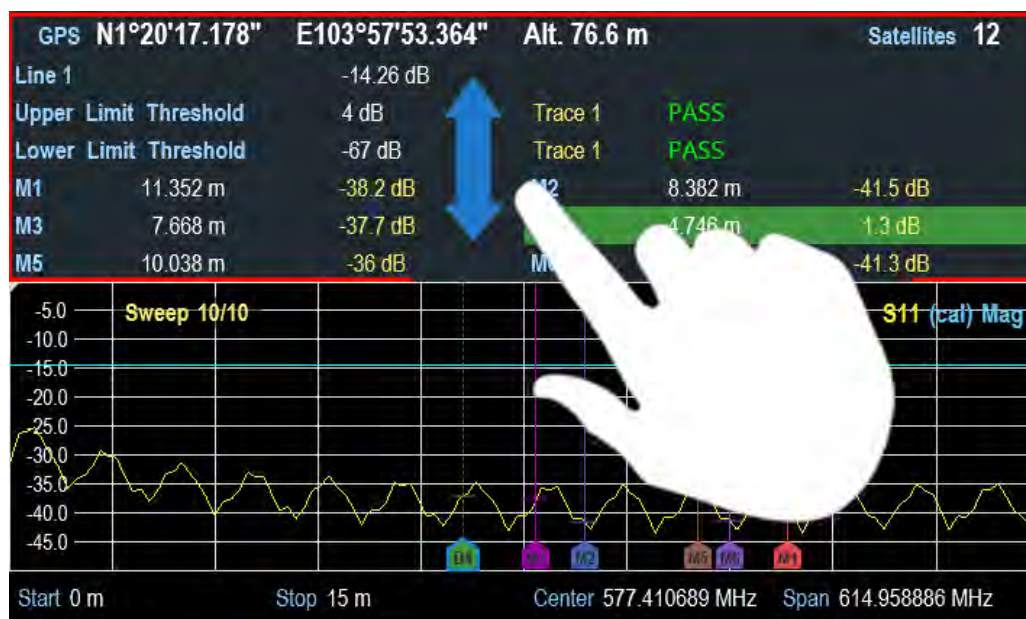 GPS N1°20'17.178" E103°57'53.364" Alt. 76.6 m Satellites 12
Line 1 -14.26 dB
Upper Limit Threshold 4 dB Trace 1 PASS
Lower Limit Threshold -67 dB Trace 1 PASS
M1 11.352 m -38.2 dB M2 8.382 m -41.5 dB
M3 7.668 m -37.7 dB 4.746 m 1.3 dB
M5 10.038 m -36 dB -41.3 dB
-5.0 Sweep 10/10 S11 (cal) Mag
-10.0
-15.0
-20.0
-25.0
-30.0
-35.0
-40.0
-45.0
D4 M3 M2 M5 M6 M1
Start 0 m Stop 15 m Center 577.410689 MHz Span 614.958886 MHz